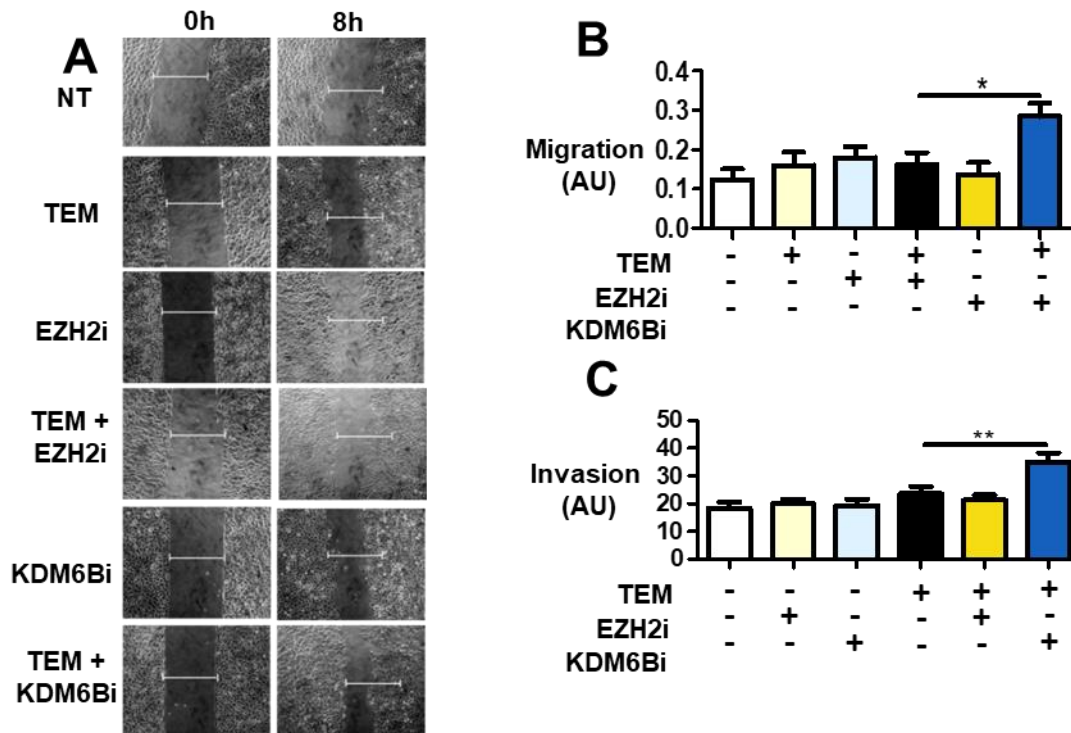 0h 8h
A
NT
TEM
EZH2i
TEM +
EZH2i
KDM6Bi
TEM +
KDM6Bi
B
Migration
(AU)
0.4
0.3
0.2
0.1
0.0
*
TEM - + - + - +
EZH2i - - + + - -
KDM6Bi - - - - + +
C
Invasion
(AU)
50
40
30
20
10
0
**
TEM - - - + + +
EZH2i - + - - + -
KDM6Bi - - + - - +